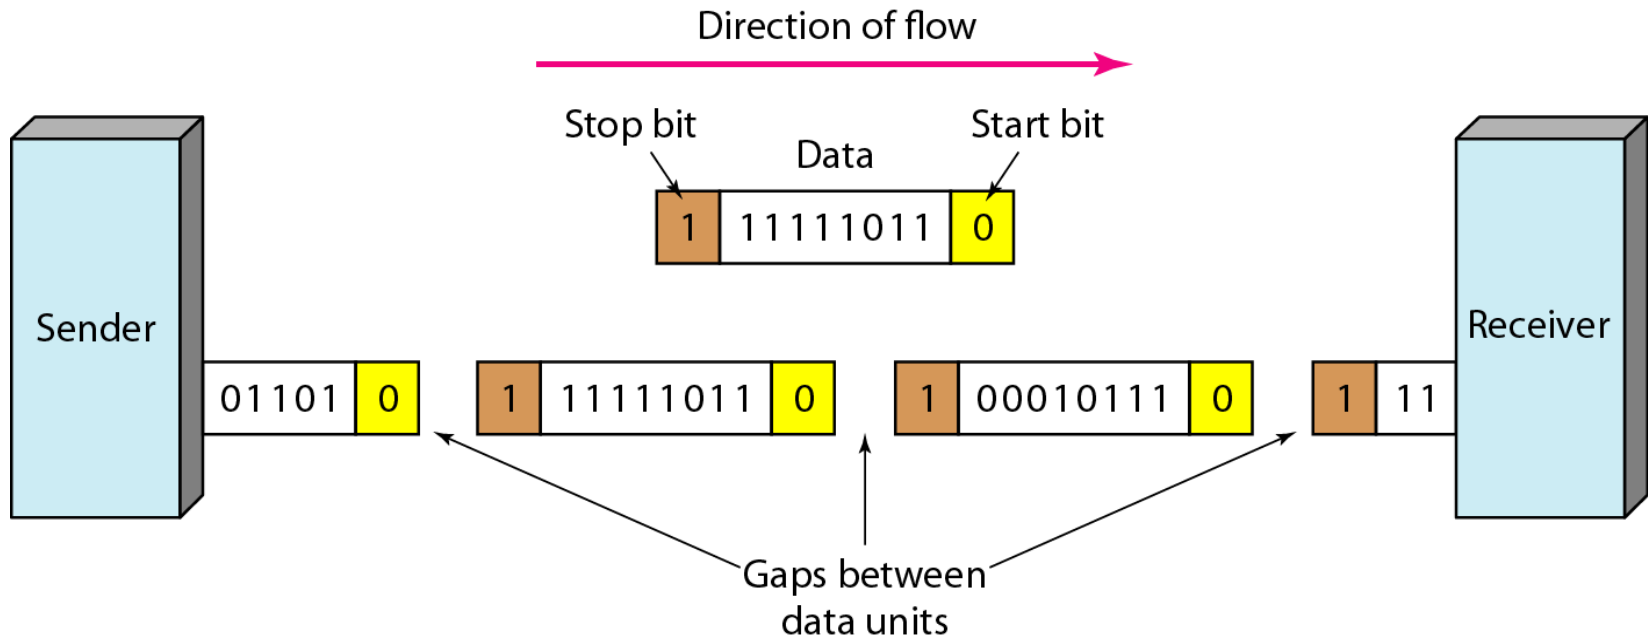 Direction of flow
Stop bit
Start bit
Data
1 11111011 0
Sender
Receiver
01101 0 1 11111011 0 1 00010111 0 1 11
Gaps between
data units